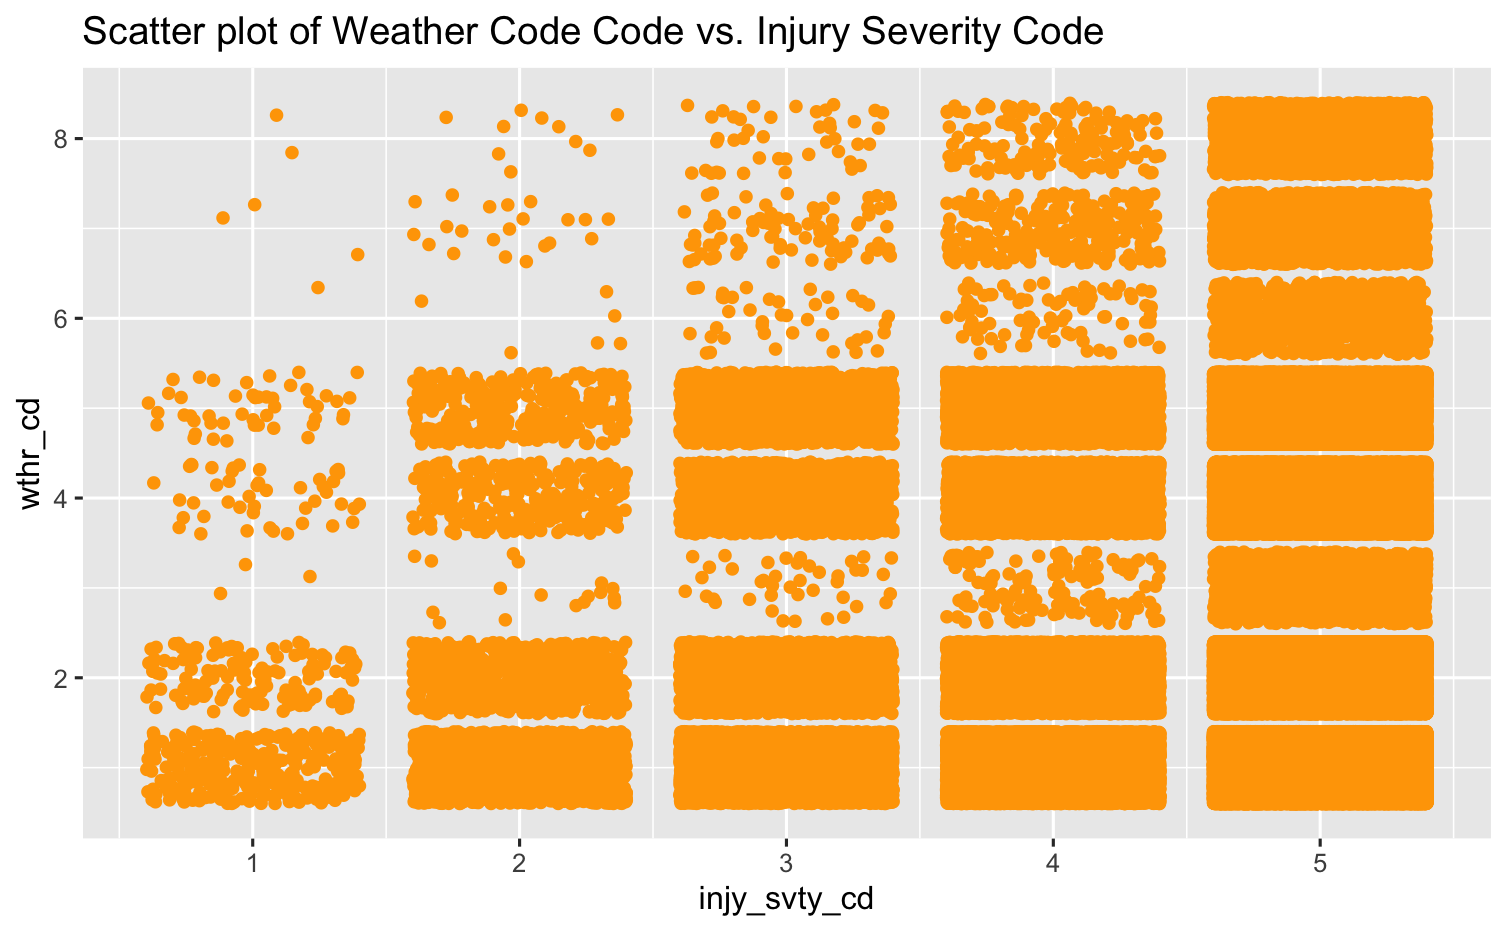 Scatter plot of Weather Code Code vs. Injury Severity Code
8
6
4
2
wthr_cd
1 2 3 4 5
injy_svty_cd